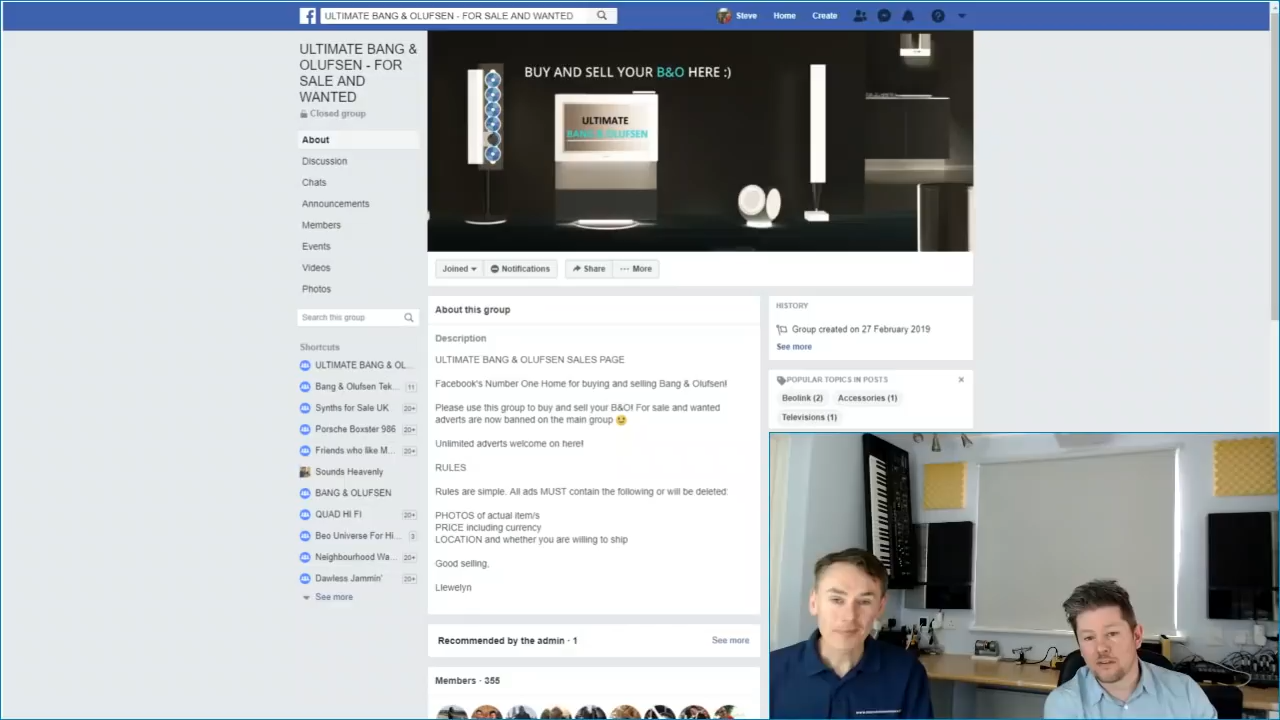 ULTIMATE BANG & OLUFSEN - FOR SALE AND WANTED
Steve
Home
Create
ULTIMATE BANG &
OLUFSEN - FOR
SALE AND
WANTED
Closed group
About
Discussion
Chats
Announcements
Members
Events
Videos
Photos
Search this group
Shortcuts
ULTIMATE BANG & OL...
Bang & Olufsen Tek... 11
Synths for Sale UK 20+
Porsche Boxster 986 20+
Friends who like M... 20+
Sounds Heavenly
BANG & OLUFSEN
QUAD HI FI 20+
Beo Universe For Hi... 3
Neighbourhood Wa... 20+
Dawless Jammin' 20+
See more
BUY AND SELL YOUR B&O HERE :)
ULTIMATE
BANG & OLUFSEN
Joined
Notifications
Share
More
About this group
Description
ULTIMATE BANG & OLUFSEN SALES PAGE
Facebook's Number One Home for buying and selling Bang & Olufsen!
Please use this group to buy and sell your B&O! For sale and wanted
adverts are now banned on the main group
Unlimited adverts welcome on here!
RULES
Rules are simple. All ads MUST contain the following or will be deleted:
PHOTOS of actual item/s
PRICE including currency
LOCATION and whether you are willing to ship
Good selling,
Llewelyn
Recommended by the admin · 1
See more
Members · 355
HISTORY
Group created on 27 February 2019
See more
POPULAR TOPICS IN POSTS
Beolink (2)
Accessories (1)
Televisions (1)